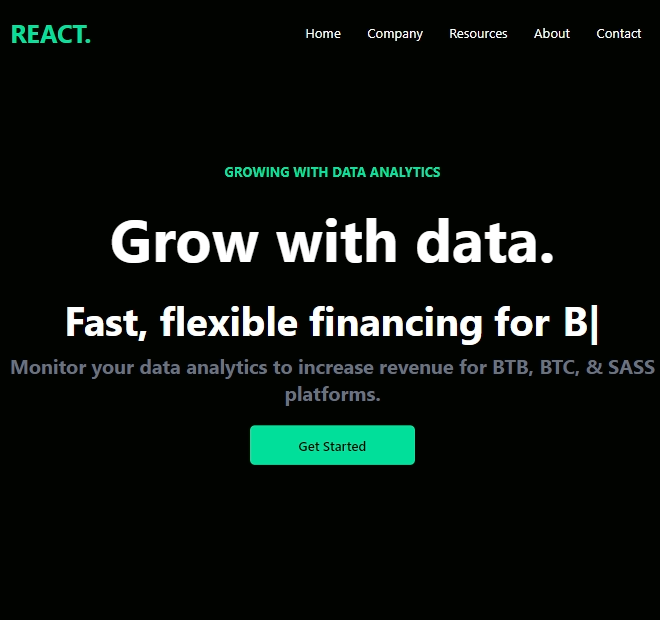 REACT.
Home Company Resources About Contact
GROWING WITH DATA ANALYTICS
Grow with data.
Fast, flexible financing for B|
Monitor your data analytics to increase revenue for BTB, BTC, & SASS
platforms.
Get Started